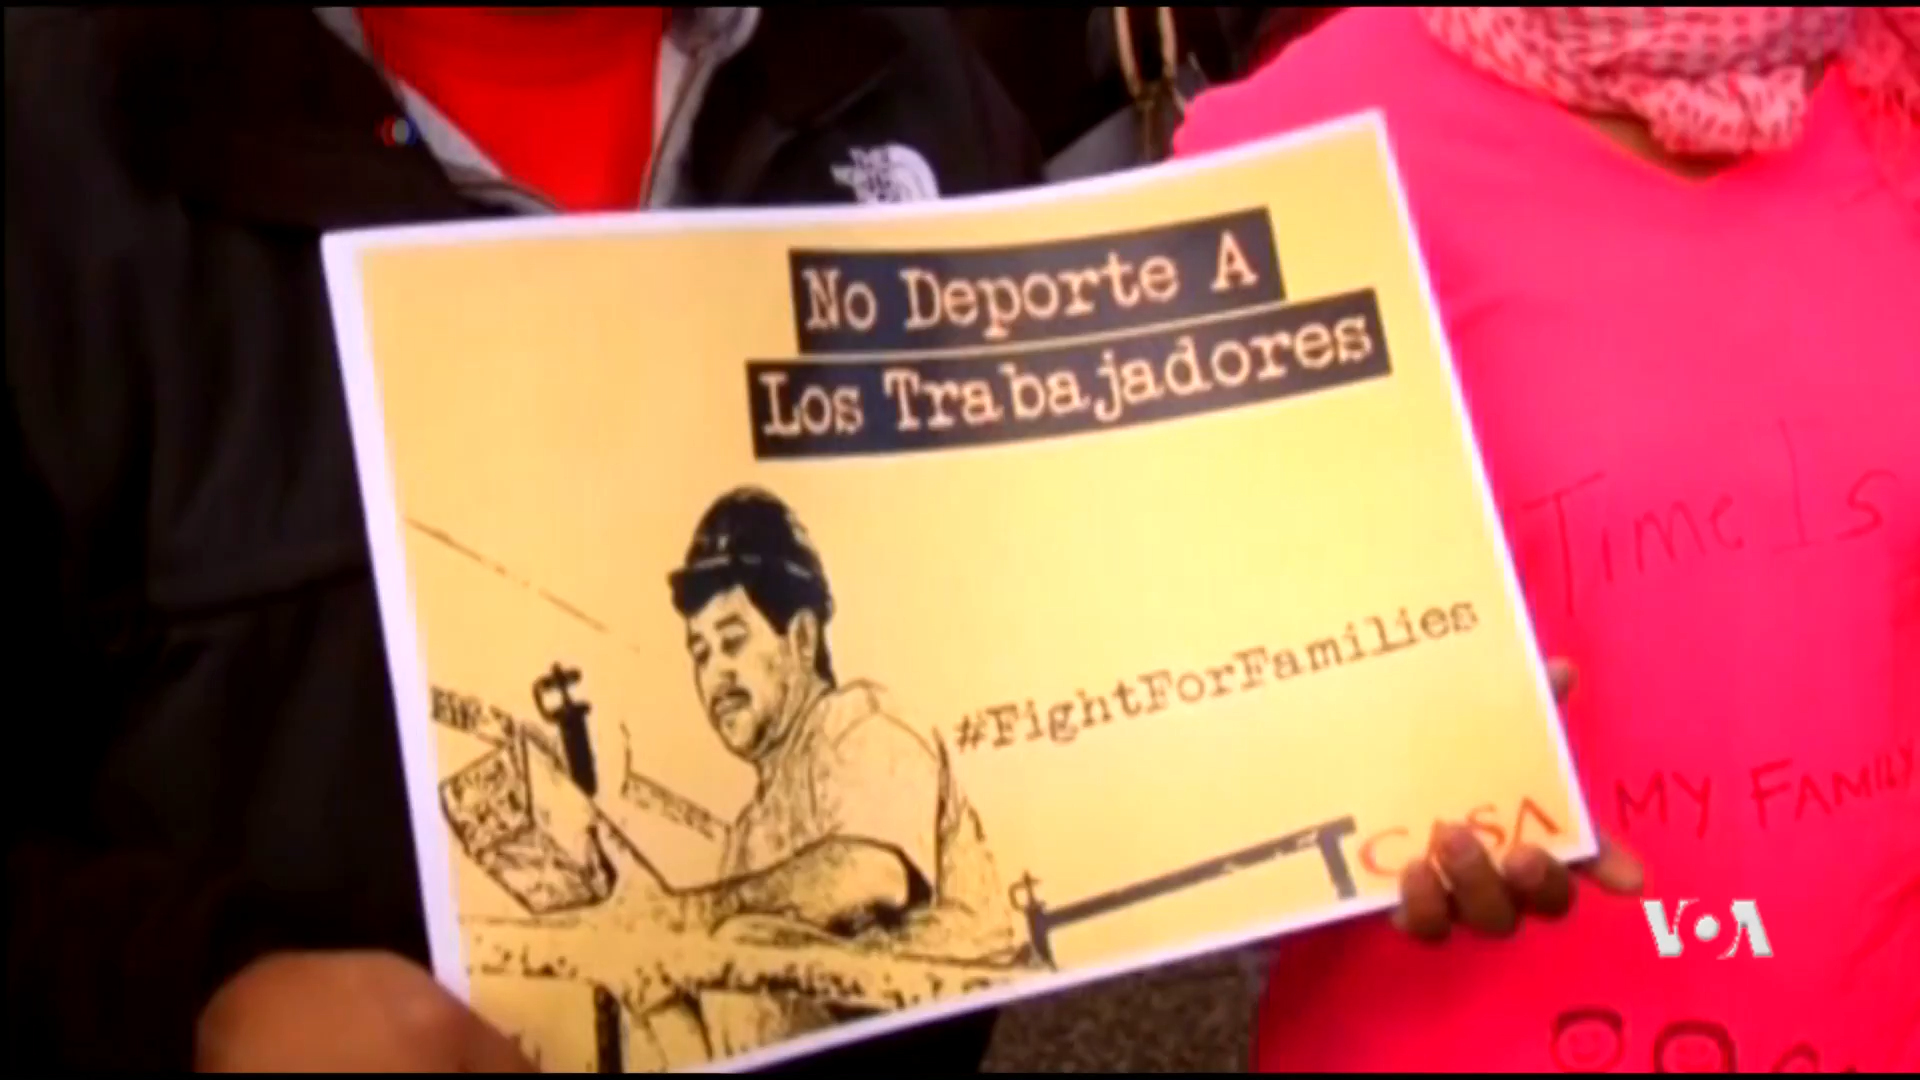 No Deporte A
Los Trabajadores
#FightForFamilies
CASA
Time Is
MY FAMILY
VOA